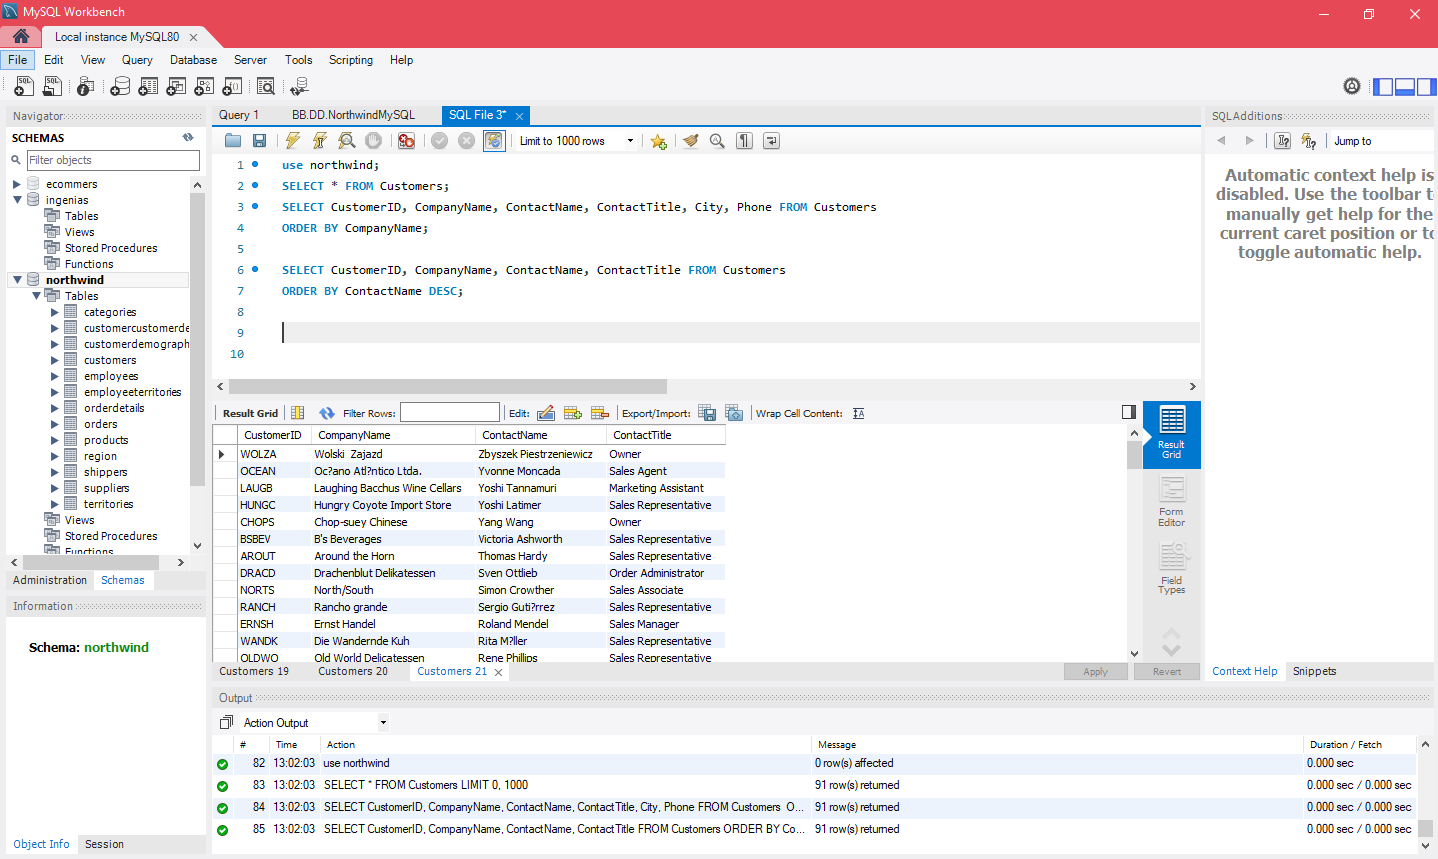 MySQL Workbench
Local instance MySQL80
File Edit View Query Database Server Tools Scripting Help
Navigator
SCHEMAS
Filter objects
ecommers
ingenias
Tables
Views
Stored Procedures
Functions
northwind
Tables
categories
customercustomerde
customerdemograph
customers
employees
employeeterritories
orderdetails
orders
products
region
shippers
suppliers
territories
Views
Stored Procedures
Functions
Administration Schemas
Information
Schema: northwind
Object Info Session
Query 1 BB.DD.NorthwindMySQL SQL File 3*
Limit to 1000 rows
1 use northwind;
2 SELECT * FROM Customers;
3 SELECT CustomerID, CompanyName, ContactName, ContactTitle, City, Phone FROM Customers
4 ORDER BY CompanyName;
5
6 SELECT CustomerID, CompanyName, ContactName, ContactTitle FROM Customers
7 ORDER BY ContactName DESC;
8
9
10
Result Grid Filter Rows: Edit: Export/Import: Wrap Cell Content:
CustomerID CompanyName ContactName ContactTitle
WOLZA Wolski Zajazd Zbyszek Piestrzeniewicz Owner
OCEAN Oc?ano Atl?ntico Ltda. Yvonne Moncada Sales Agent
LAUGB Laughing Bacchus Wine Cellars Yoshi Tannamuri Marketing Assistant
HUNGC Hungry Coyote Import Store Yoshi Latimer Sales Representative
CHOPS Chop-suey Chinese Yang Wang Owner
BSBEV B's Beverages Victoria Ashworth Sales Representative
AROUT Around the Horn Thomas Hardy Sales Representative
DRACD Drachenblut Delikatessen Sven Ottlieb Order Administrator
NORTS North/South Simon Crowther Sales Associate
RANCH Rancho grande Sergio Guti?rrez Sales Representative
ERNSH Ernst Handel Roland Mendel Sales Manager
WANDK Die Wandernde Kuh Rita M?ller Sales Representative
OLDWO Old World Delicatessen Rene Phillips Sales Representative
Result Grid
Form Editor
Field Types
Customers 19 Customers 20 Customers 21 Apply Revert
SQLAdditions
Jump to
Automatic context help is
disabled. Use the toolbar t
manually get help for the
current caret position or to
toggle automatic help.
Context Help Snippets
Output
Action Output
# Time Action Message Duration / Fetch
82 13:02:03 use northwind 0 row(s) affected 0.000 sec
83 13:02:03 SELECT * FROM Customers LIMIT 0, 1000 91 row(s) returned 0.000 sec / 0.000 sec
84 13:02:03 SELECT CustomerID, CompanyName, ContactName, ContactTitle, City, Phone FROM Customers O... 91 row(s) returned 0.000 sec / 0.000 sec
85 13:02:03 SELECT CustomerID, CompanyName, ContactName, ContactTitle FROM Customers ORDER BY Co... 91 row(s) returned 0.000 sec / 0.000 sec